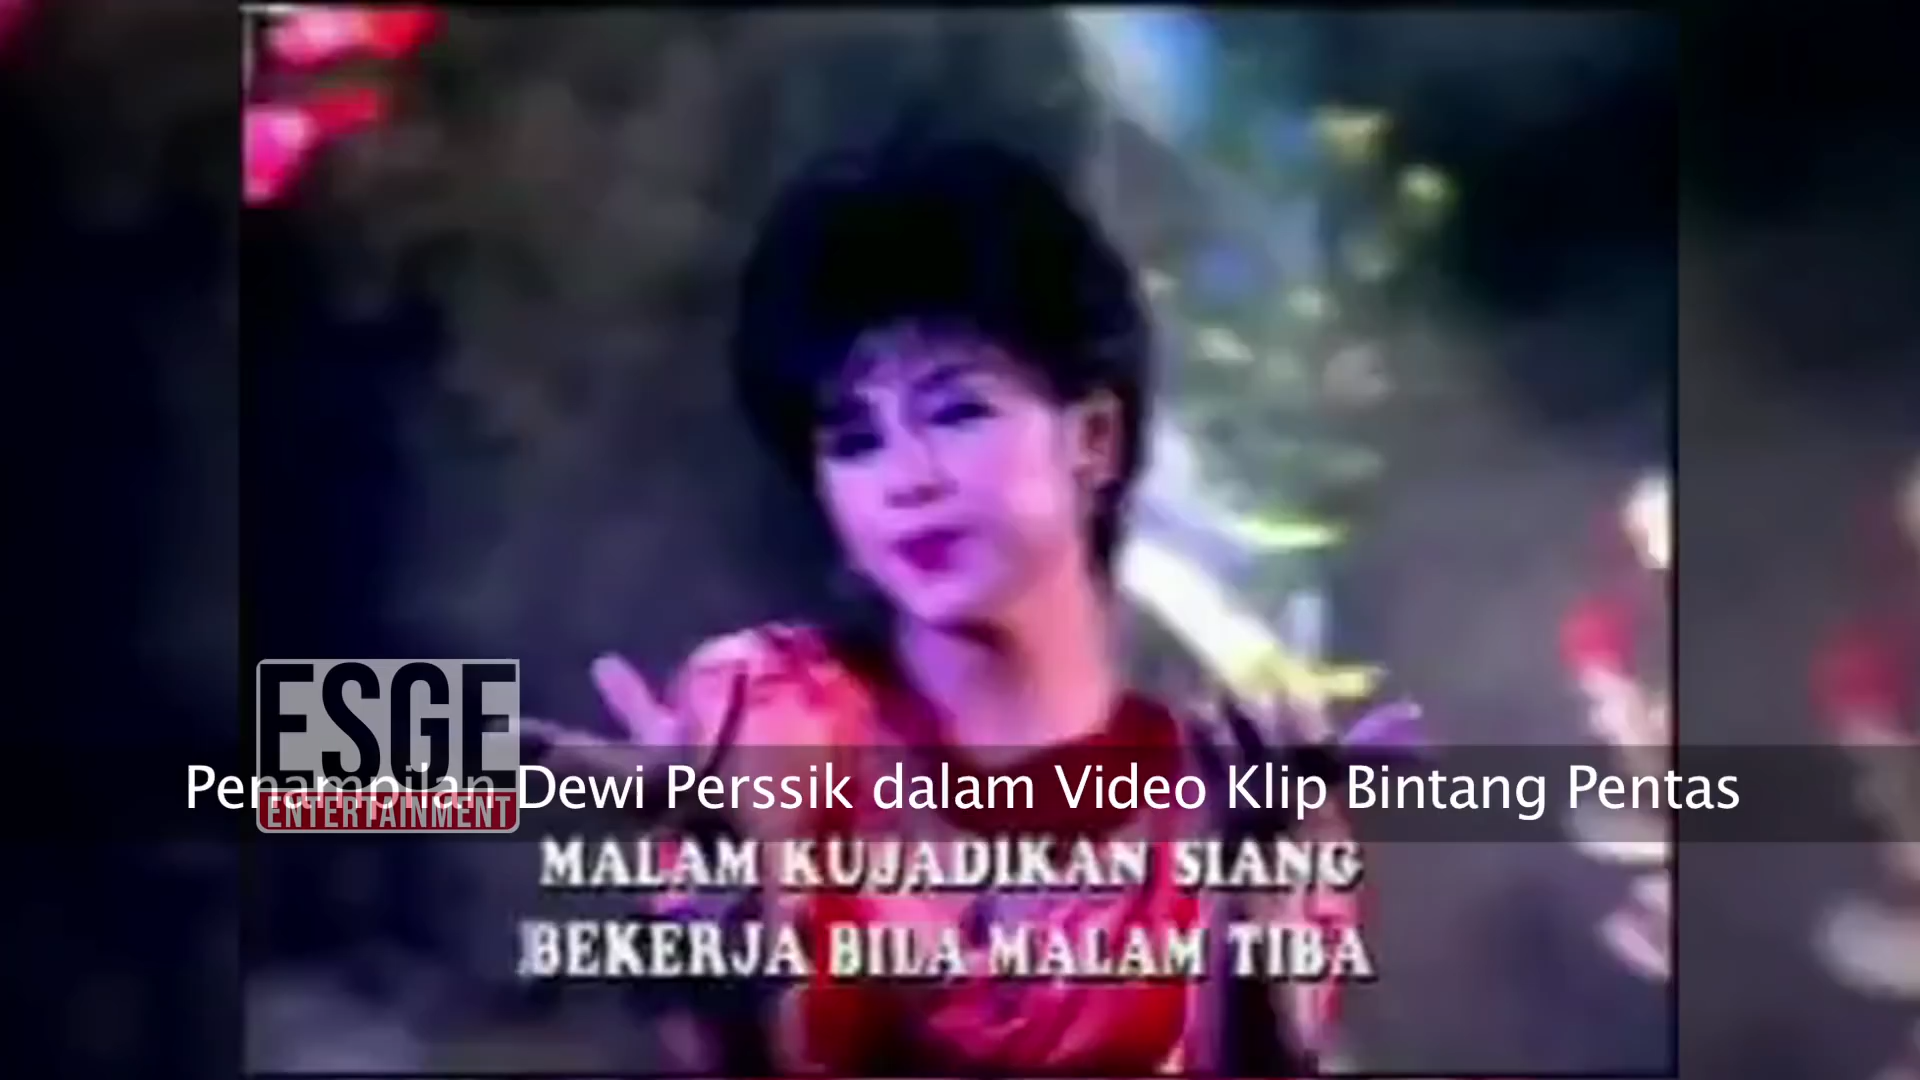 ESGE
ENTERTAINMENT
Penampilan Dewi Perssik dalam Video Klip Bintang Pentas
MALAM KUJADIKAN SIANG
BEKERJA BILA MALAM TIBA